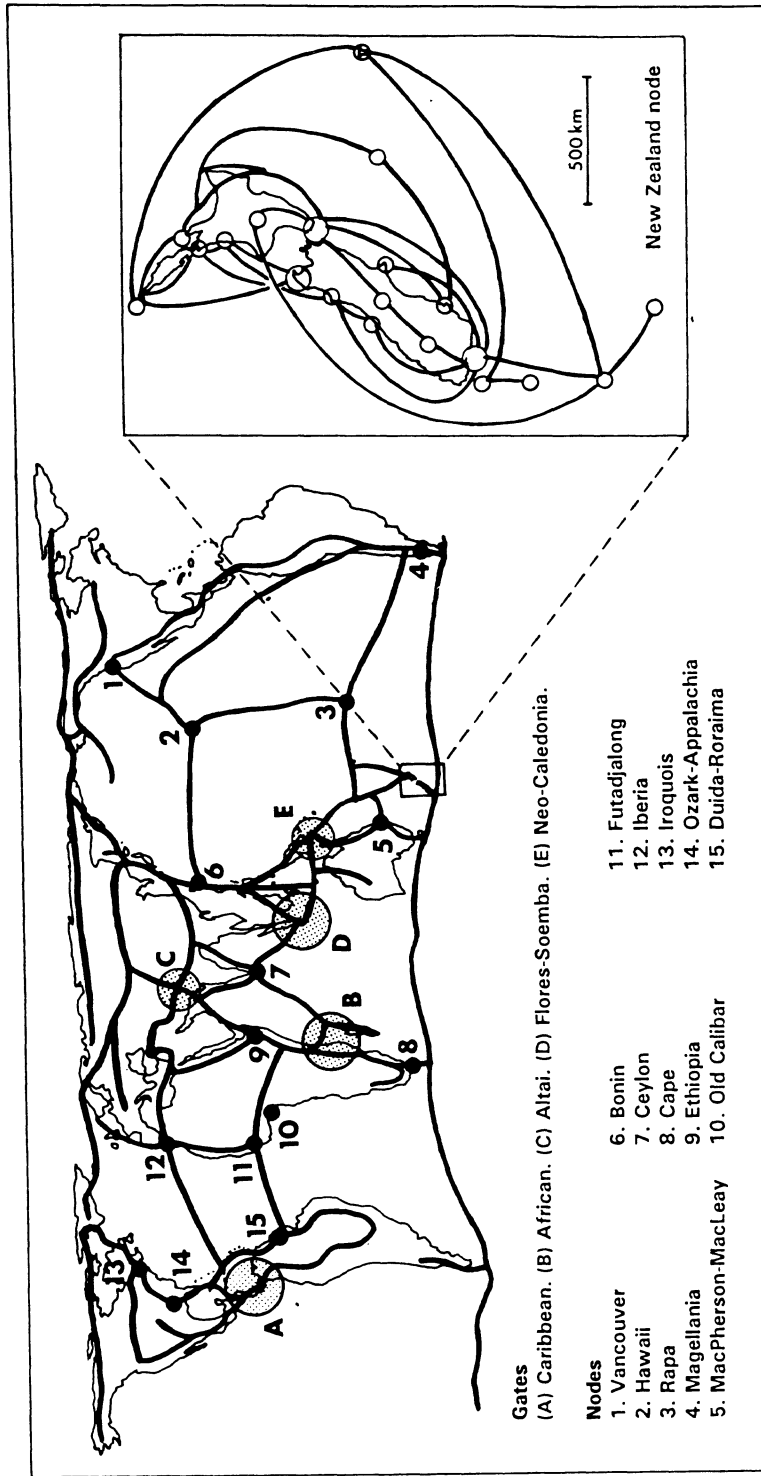 500 km
New Zealand node
1
2
3
4
5
6
7
8
9
10
11
12
13
14
15
A
B
C
D
E
Gates
(A) Caribbean. (B) African. (C) Altai. (D) Flores-Soemba. (E) Neo-Caledonia.
Nodes
1. Vancouver
2. Hawaii
3. Rapa
4. Magellania
5. MacPherson-MacLeay
6. Bonin
7. Ceylon
8. Cape
9. Ethiopia
10. Old Calibar
11. Futadjalong
12. Iberia
13. Iroquois
14. Ozark-Appalachia
15. Duida-Roraima